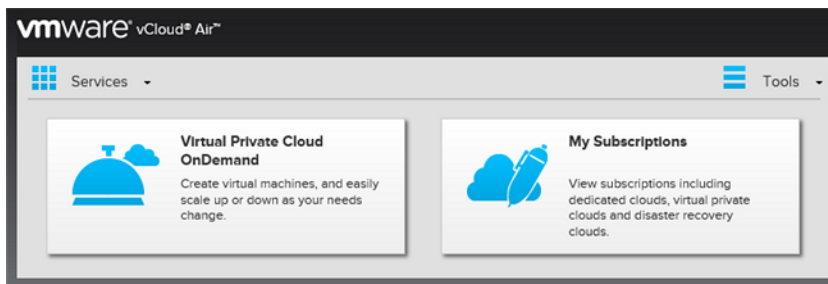 vmware® vCloud® Air™
Services
Tools
Virtual Private Cloud
OnDemand
Create virtual machines, and easily
scale up or down as your needs
change.
My Subscriptions
View subscriptions including
dedicated clouds, virtual private
clouds and disaster recovery
clouds.